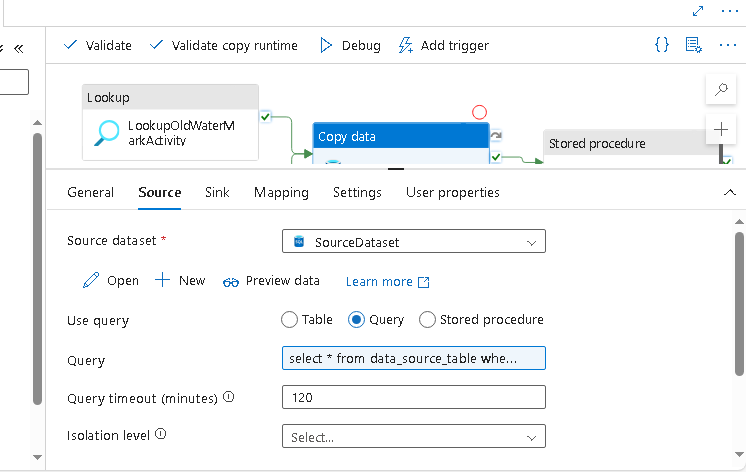 Validate Validate copy runtime Debug Add trigger
Lookup
LookupOldWaterM
arkActivity
Copy data
Stored procedure
General Source Sink Mapping Settings User properties
Source dataset * SourceDataset
Open New Preview data Learn more
Use query Table Query Stored procedure
Query select * from data_source_table whe...
Query timeout (minutes) 120
Isolation level Select...